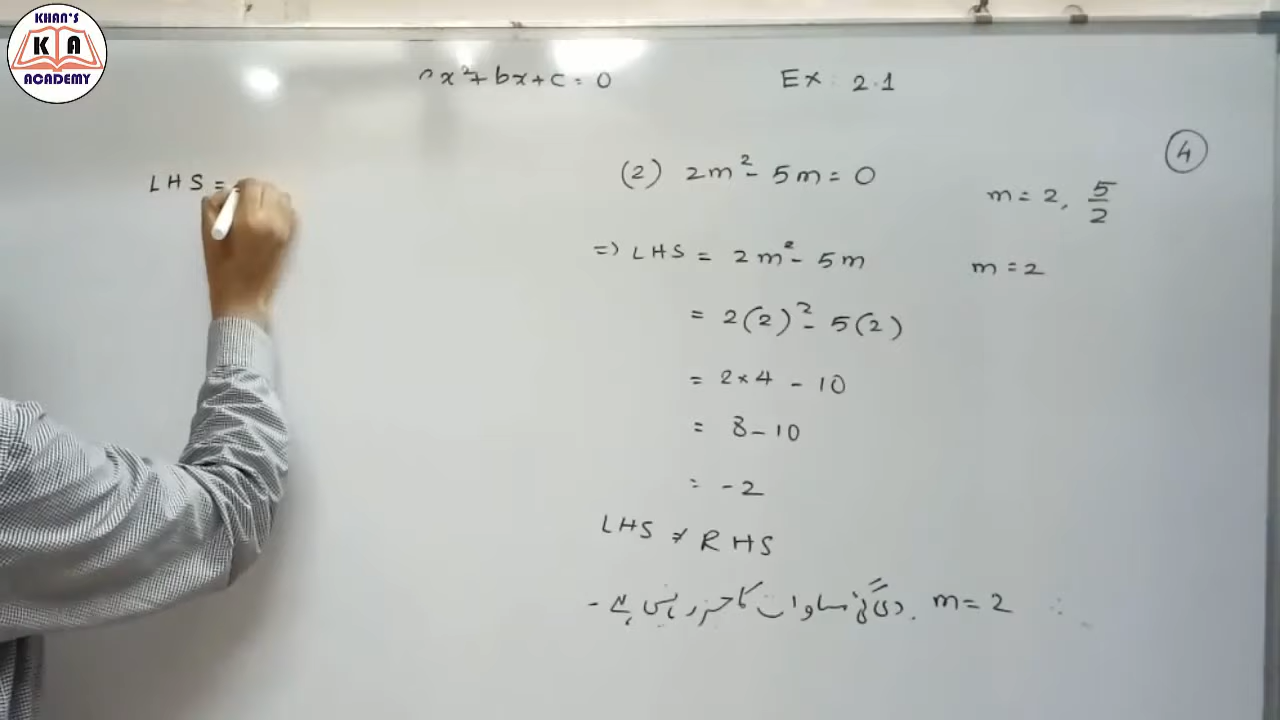 KHAN'S
K A
ACADEMY
x²+ bx+c = 0
Ex : 2.1
4
(2) 2m² - 5m = 0
m = 2, 5/2
LHS =
=) LHS = 2m² - 5m
m = 2
= 2(2)² - 5(2)
= 2×4 - 10
= 8 - 10
= -2
LHS ≠ RHS
∴ m = 2 دی گئی مساوات کا جزر نہیں ہے -